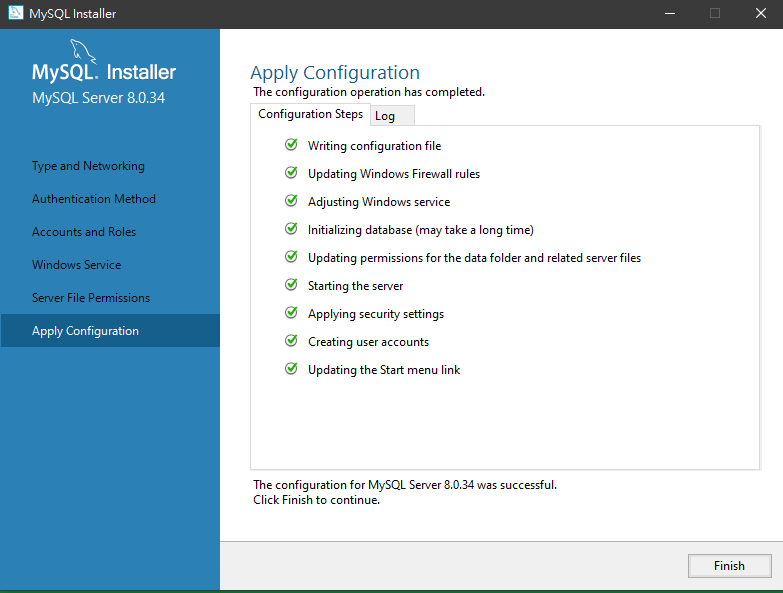 MySQL Installer
MySQL. Installer
MySQL Server 8.0.34
Type and Networking
Authentication Method
Accounts and Roles
Windows Service
Server File Permissions
Apply Configuration
Apply Configuration
The configuration operation has completed.
Configuration Steps
Log
Writing configuration file
Updating Windows Firewall rules
Adjusting Windows service
Initializing database (may take a long time)
Updating permissions for the data folder and related server files
Starting the server
Applying security settings
Creating user accounts
Updating the Start menu link
The configuration for MySQL Server 8.0.34 was successful.
Click Finish to continue.
Finish